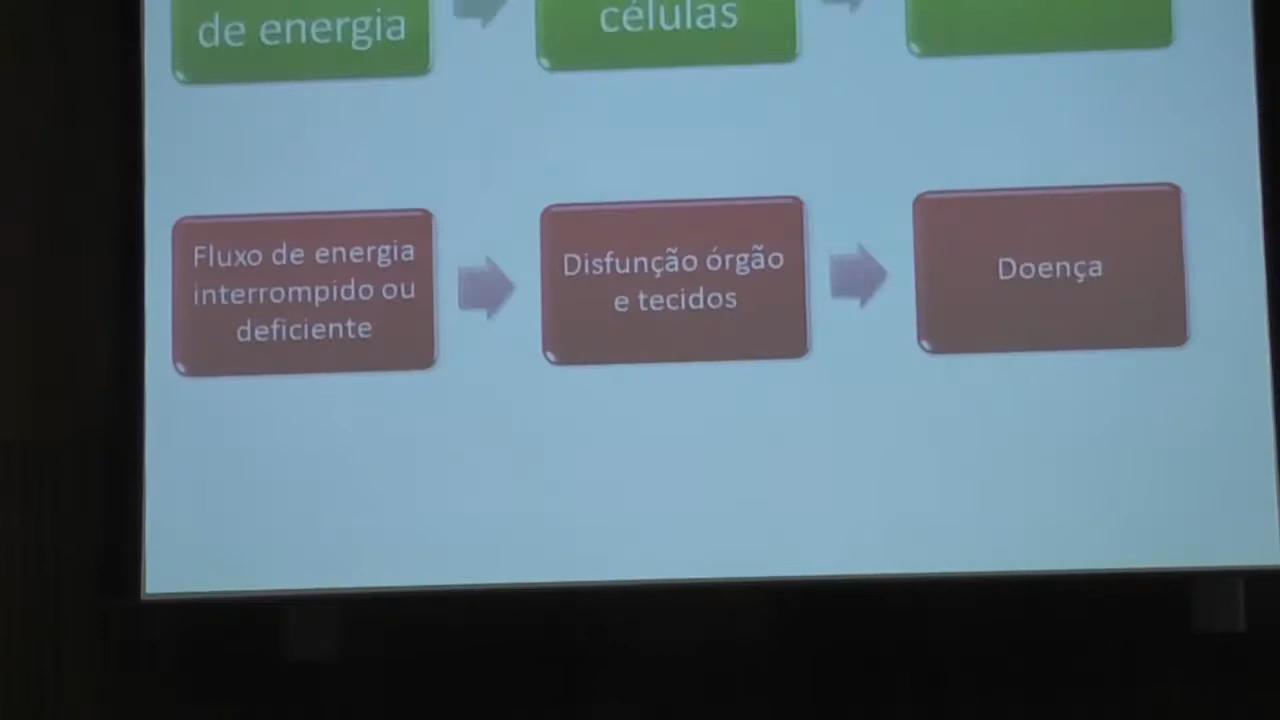 de energia
células
Fluxo de energia
interrompido ou
deficiente
Disfunção órgão
e tecidos
Doença